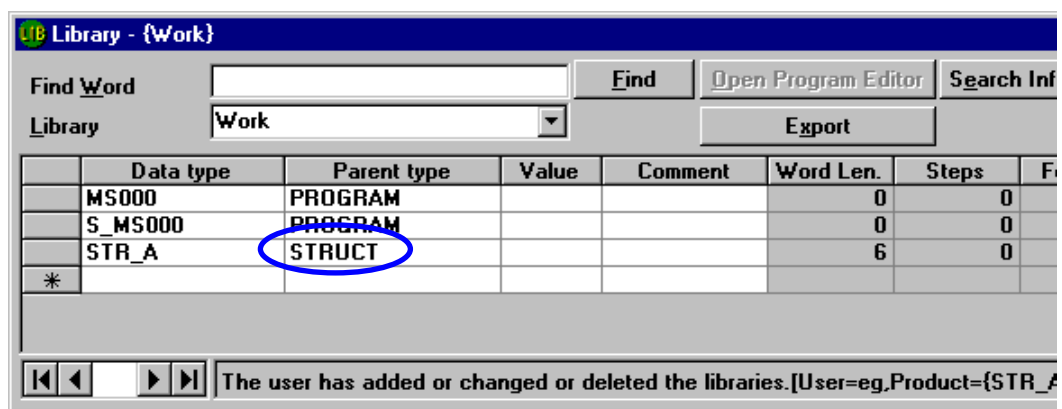 LIB Library - {Work}
Find Word Find Open Program Editor Search Inf
Library Work Export
Data type Parent type Value Comment Word Len. Steps
MS000 PROGRAM 0 0
S_MS000 PROGRAM 0 0
STR_A STRUCT 6 0
*
The user has added or changed or deleted the libraries.[User=eg,Product={STR_A